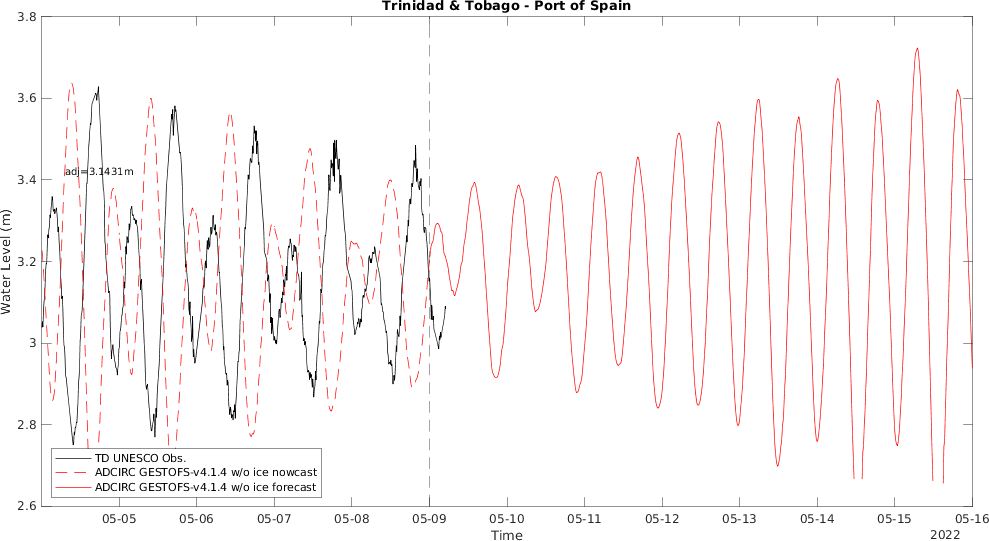 Trinidad & Tobago - Port of Spain
3.8
3.6
3.4
3.2
3
2.8
2.6
Water Level (m)
adj=3.1431m
TD UNESCO Obs.
ADCIRC GESTOFS-v4.1.4 w/o ice nowcast
ADCIRC GESTOFS-v4.1.4 w/o ice forecast
05-05 05-06 05-07 05-08 05-09 05-10 05-11 05-12 05-13 05-14 05-15 05-16
Time
2022